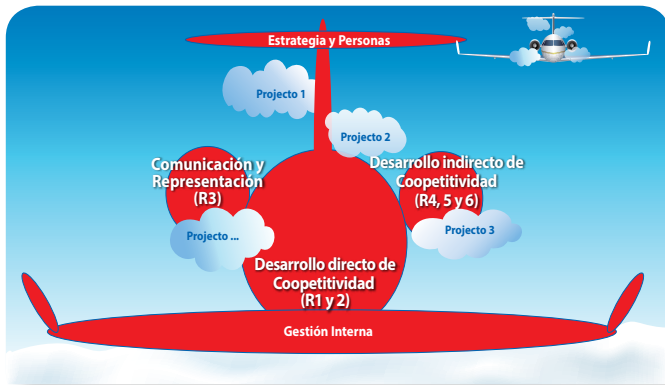 Estrategia y Personas
Projecto 1
Projecto 2
Comunicación y
Representación
(R3)
Desarrollo indirecto de
Coopetitividad
(R4, 5 y 6)
Projecto ...
Projecto 3
Desarrollo directo de
Coopetitividad
(R1 y 2)
Gestión Interna